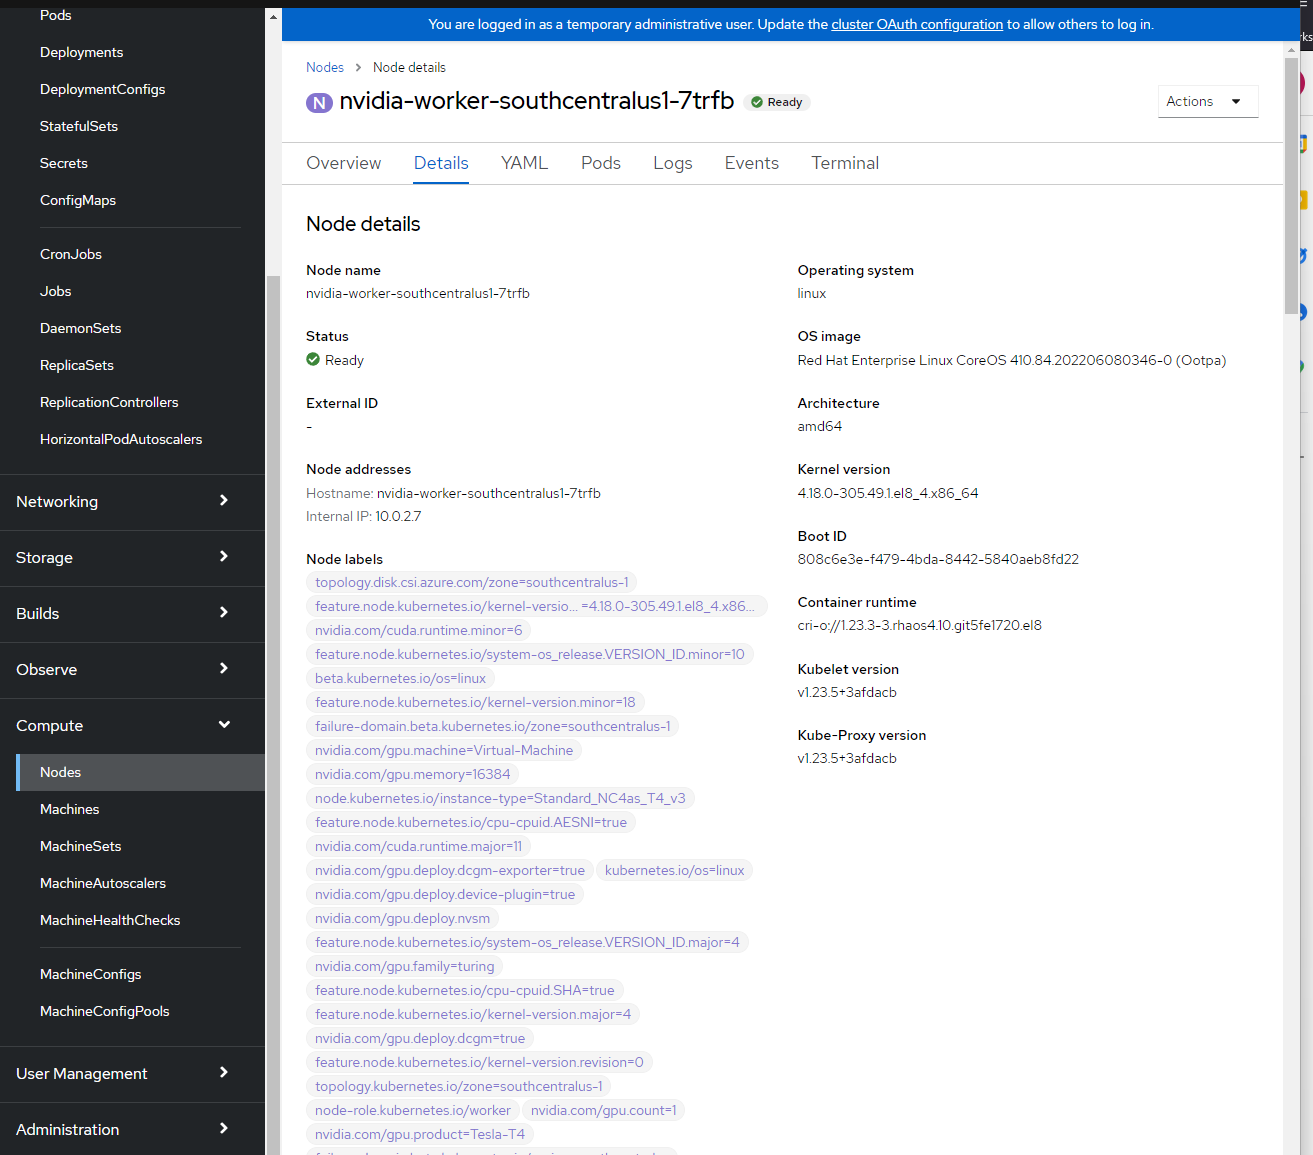 You are logged in as a temporary administrative user. Update the cluster OAuth configuration to allow others to log in.
Pods
Deployments
DeploymentConfigs
StatefulSets
Secrets
ConfigMaps
CronJobs
Jobs
DaemonSets
ReplicaSets
ReplicationControllers
HorizontalPodAutoscalers
Networking
Storage
Builds
Observe
Compute
Nodes
Machines
MachineSets
MachineAutoscalers
MachineHealthChecks
MachineConfigs
MachineConfigPools
User Management
Administration
Nodes > Node details
N nvidia-worker-southcentralus1-7trfb Ready
Actions
Overview Details YAML Pods Logs Events Terminal
Node details
Node name
nvidia-worker-southcentralus1-7trfb
Status
Ready
External ID
-
Node addresses
Hostname: nvidia-worker-southcentralus1-7trfb
Internal IP: 10.0.2.7
Node labels
topology.disk.csi.azure.com/zone=southcentralus-1
feature.node.kubernetes.io/kernel-versio... =4.18.0-305.49.1.el8_4.x86...
nvidia.com/cuda.runtime.minor=6
feature.node.kubernetes.io/system-os_release.VERSION_ID.minor=10
beta.kubernetes.io/os=linux
feature.node.kubernetes.io/kernel-version.minor=18
failure-domain.beta.kubernetes.io/zone=southcentralus-1
nvidia.com/gpu.machine=Virtual-Machine
nvidia.com/gpu.memory=16384
node.kubernetes.io/instance-type=Standard_NC4as_T4_v3
feature.node.kubernetes.io/cpu-cpuid.AESNI=true
nvidia.com/cuda.runtime.major=11
nvidia.com/gpu.deploy.dcgm-exporter=true kubernetes.io/os=linux
nvidia.com/gpu.deploy.device-plugin=true
nvidia.com/gpu.deploy.nvsm
feature.node.kubernetes.io/system-os_release.VERSION_ID.major=4
nvidia.com/gpu.family=turing
feature.node.kubernetes.io/cpu-cpuid.SHA=true
feature.node.kubernetes.io/kernel-version.major=4
nvidia.com/gpu.deploy.dcgm=true
feature.node.kubernetes.io/kernel-version.revision=0
topology.kubernetes.io/zone=southcentralus-1
node-role.kubernetes.io/worker nvidia.com/gpu.count=1
nvidia.com/gpu.product=Tesla-T4
Operating system
linux
OS image
Red Hat Enterprise Linux CoreOS 410.84.202206080346-0 (Ootpa)
Architecture
amd64
Kernel version
4.18.0-305.49.1.el8_4.x86_64
Boot ID
808c6e3e-f479-4bda-8442-5840aeb8fd22
Container runtime
cri-o://1.23.3-3.rhaos4.10.git5fe1720.el8
Kubelet version
v1.23.5+3afdacb
Kube-Proxy version
v1.23.5+3afdacb